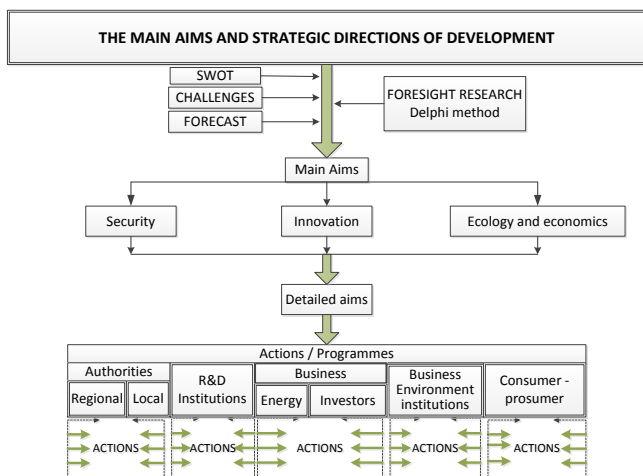 THE MAIN AIMS AND STRATEGIC DIRECTIONS OF DEVELOPMENT
SWOT
CHALLENGES
FORECAST
FORESIGHT RESEARCH
Delphi method
Main Aims
Security
Innovation
Ecology and economics
Detailed aims
Actions / Programmes
Authorities
Regional
Local
R&D
Institutions
Business
Energy
Investors
Business
Environment
institutions
Consumer -
prosumer
ACTIONS
ACTIONS
ACTIONS
ACTIONS
ACTIONS